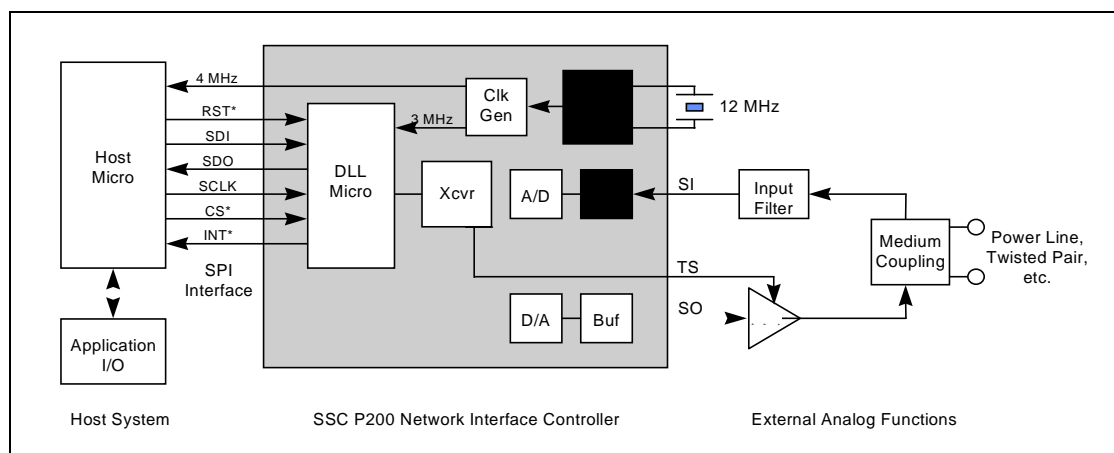 4 MHz
RST*
SDI
SDO
SCLK
CS*
INT*
SPI
Interface
Host
Micro
Application
I/O
DLL
Micro
3 MHz
Clk
Gen
12 MHz
Xcvr
A/D
SI
Input
Filter
Medium
Coupling
Power Line,
Twisted Pair,
etc.
TS
SO
D/A
Buf
Host System
SSC P200 Network Interface Controller
External Analog Functions